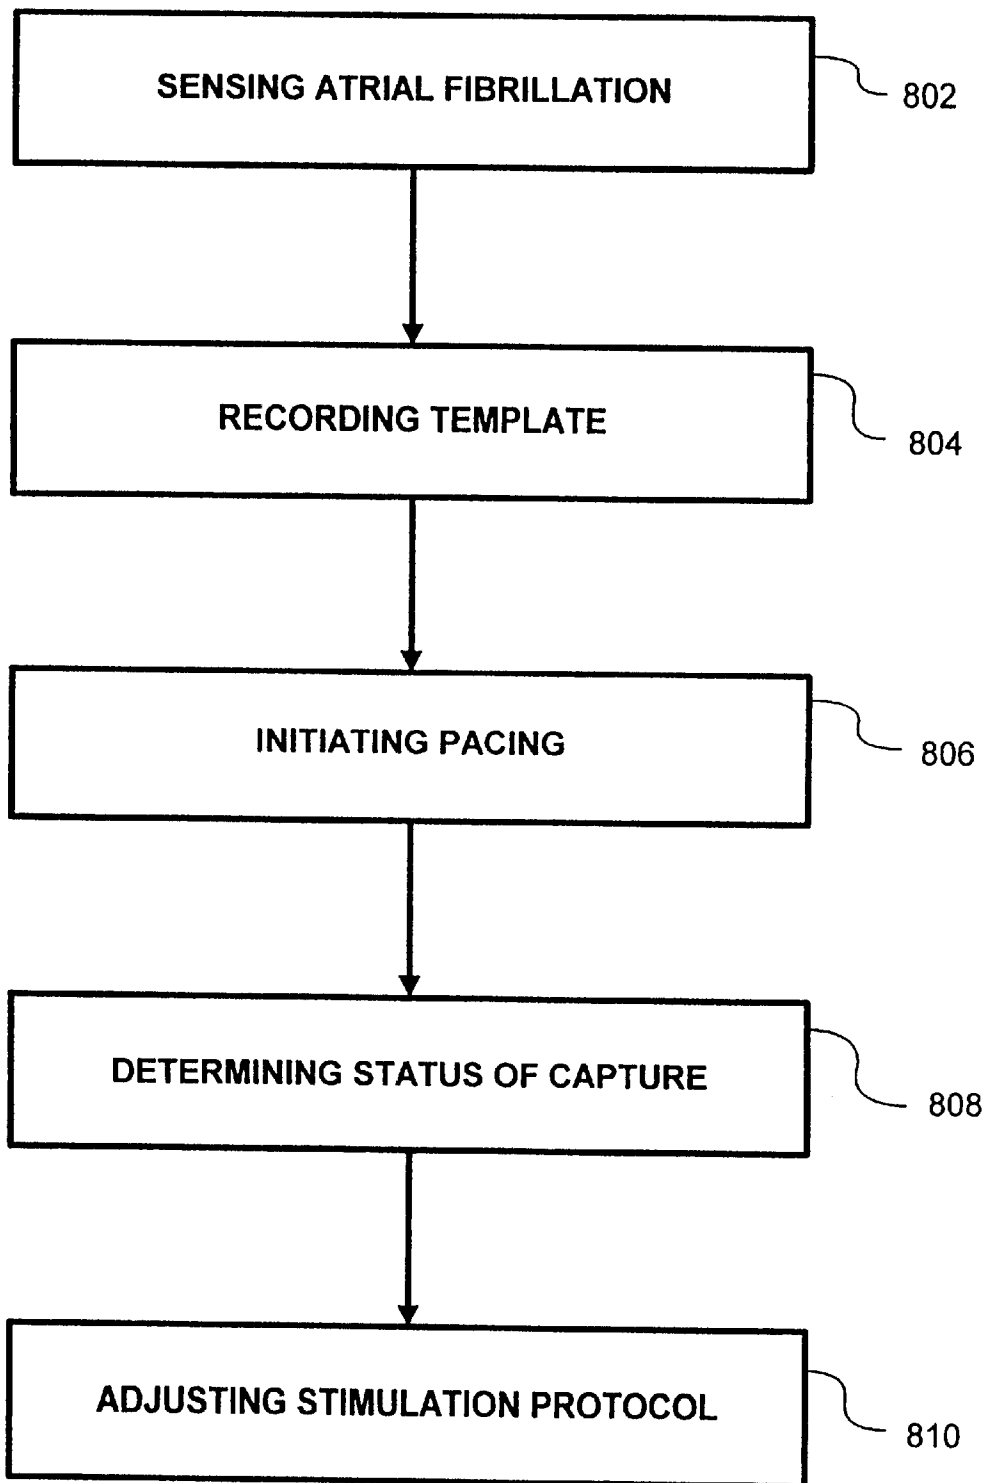 SENSING ATRIAL FIBRILLATION
802
RECORDING TEMPLATE
804
INITIATING PACING
806
DETERMINING STATUS OF CAPTURE
808
ADJUSTING STIMULATION PROTOCOL
810